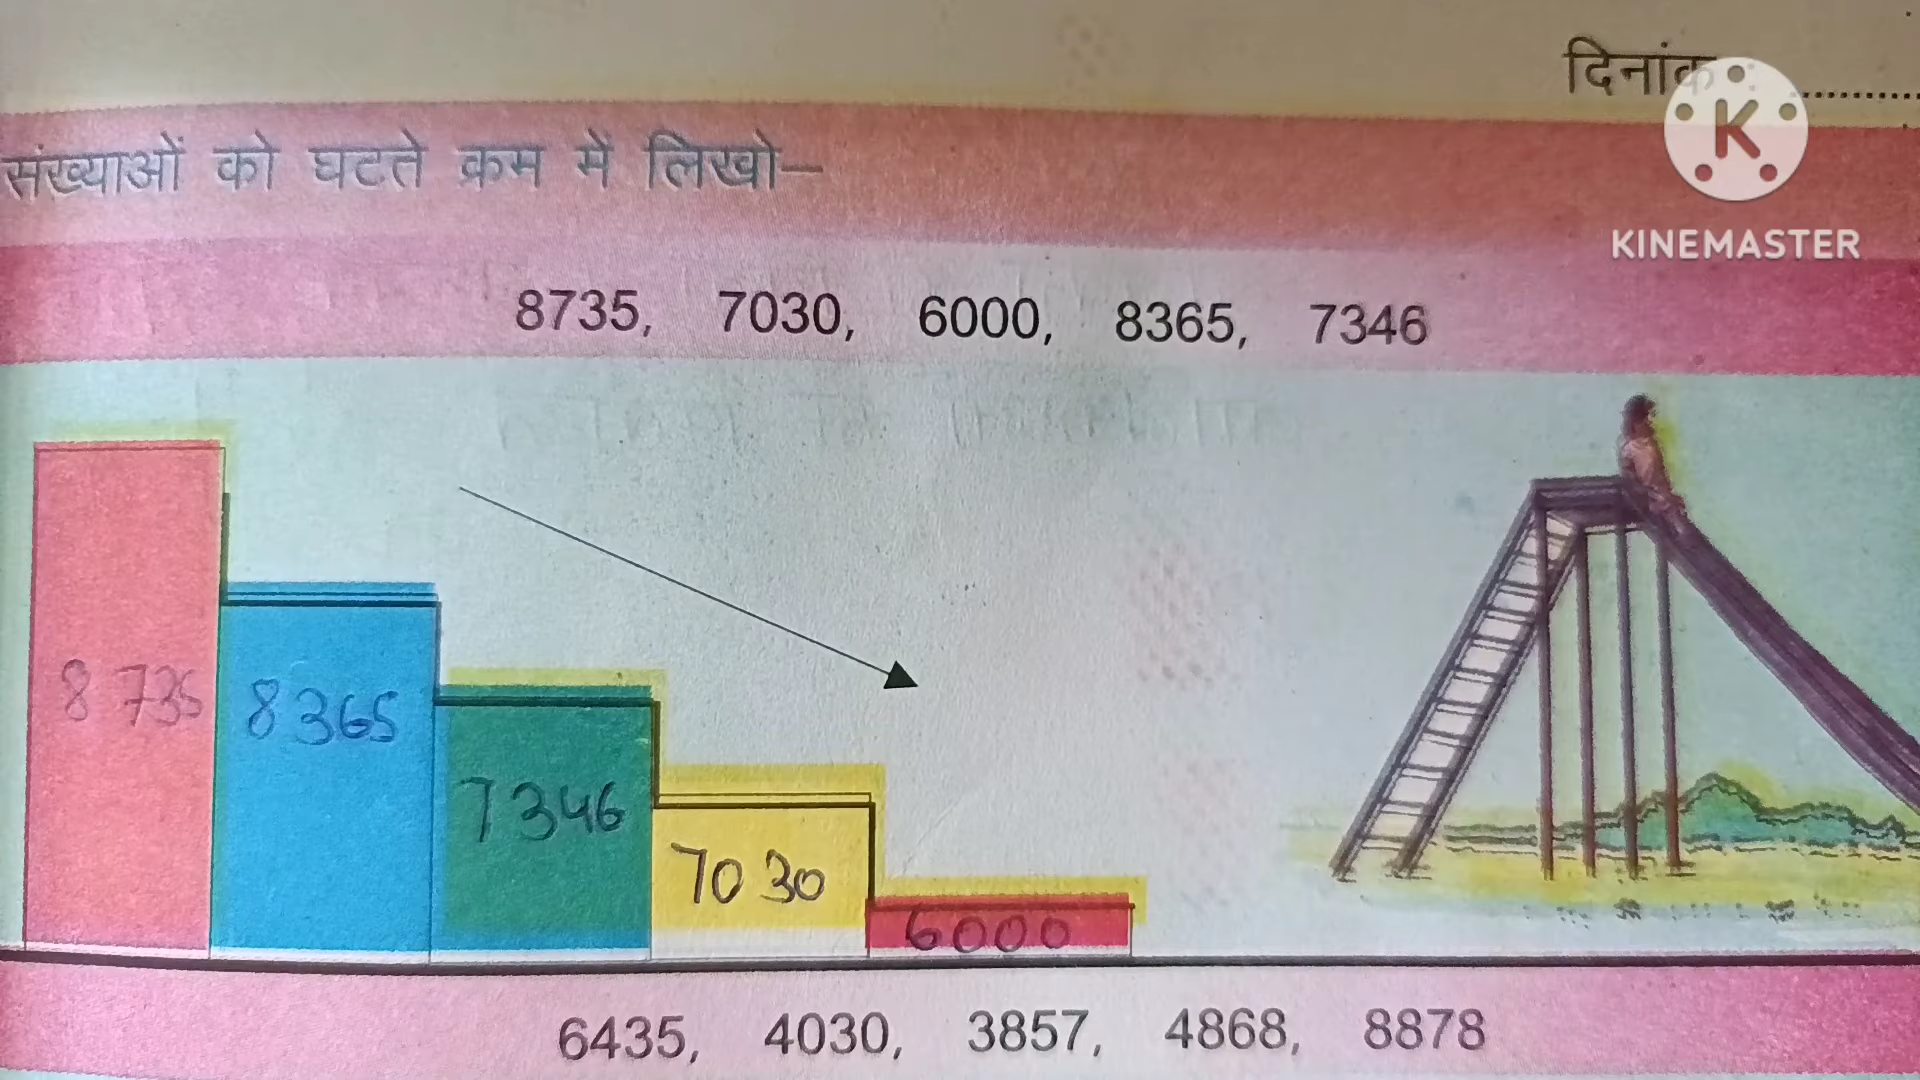 दिनांक : ............
K
KINEMASTER
संख्याओं को घटते क्रम में लिखो–
8735, 7030, 6000, 8365, 7346
8735
8365
7346
7030
6000
6435, 4030, 3857, 4868, 8878